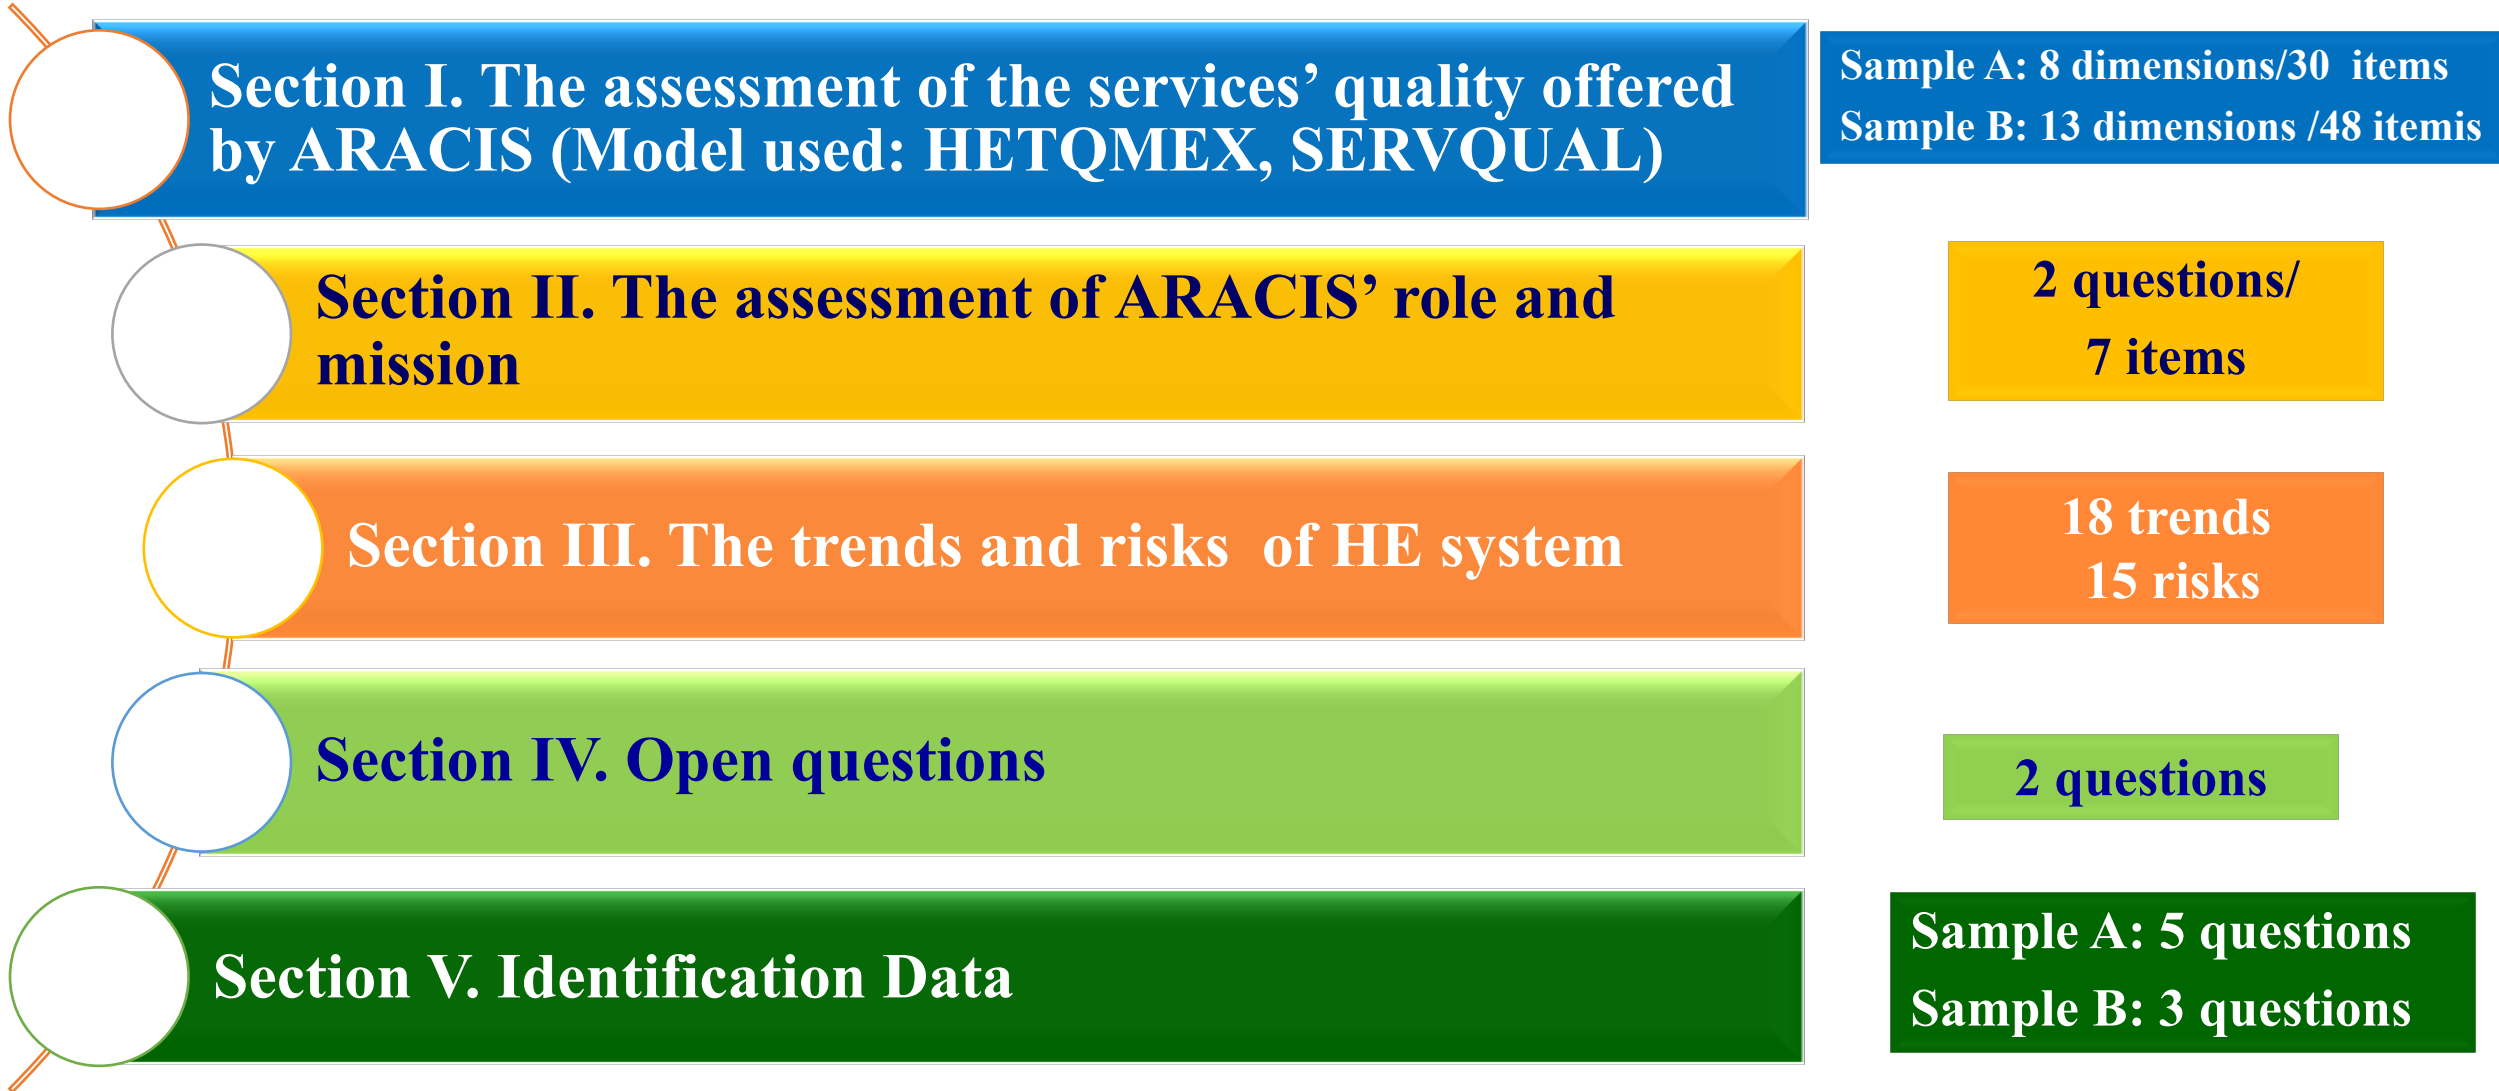 Section I. The assessment of the services’ quality offered
by ARACIS (Model used: HETQMEX, SERVQUAL)
Sample A: 8 dimensions/30 items
Sample B: 13 dimensions /48 itemis
Section II. The assessment of ARACIS’ role and
mission
2 questions/
7 items
Section III. The trends and risks of HE system
18 trends
15 risks
Section IV. Open questions
2 questions
Section V. Identification Data
Sample A: 5 questions
Sample B: 3 questions